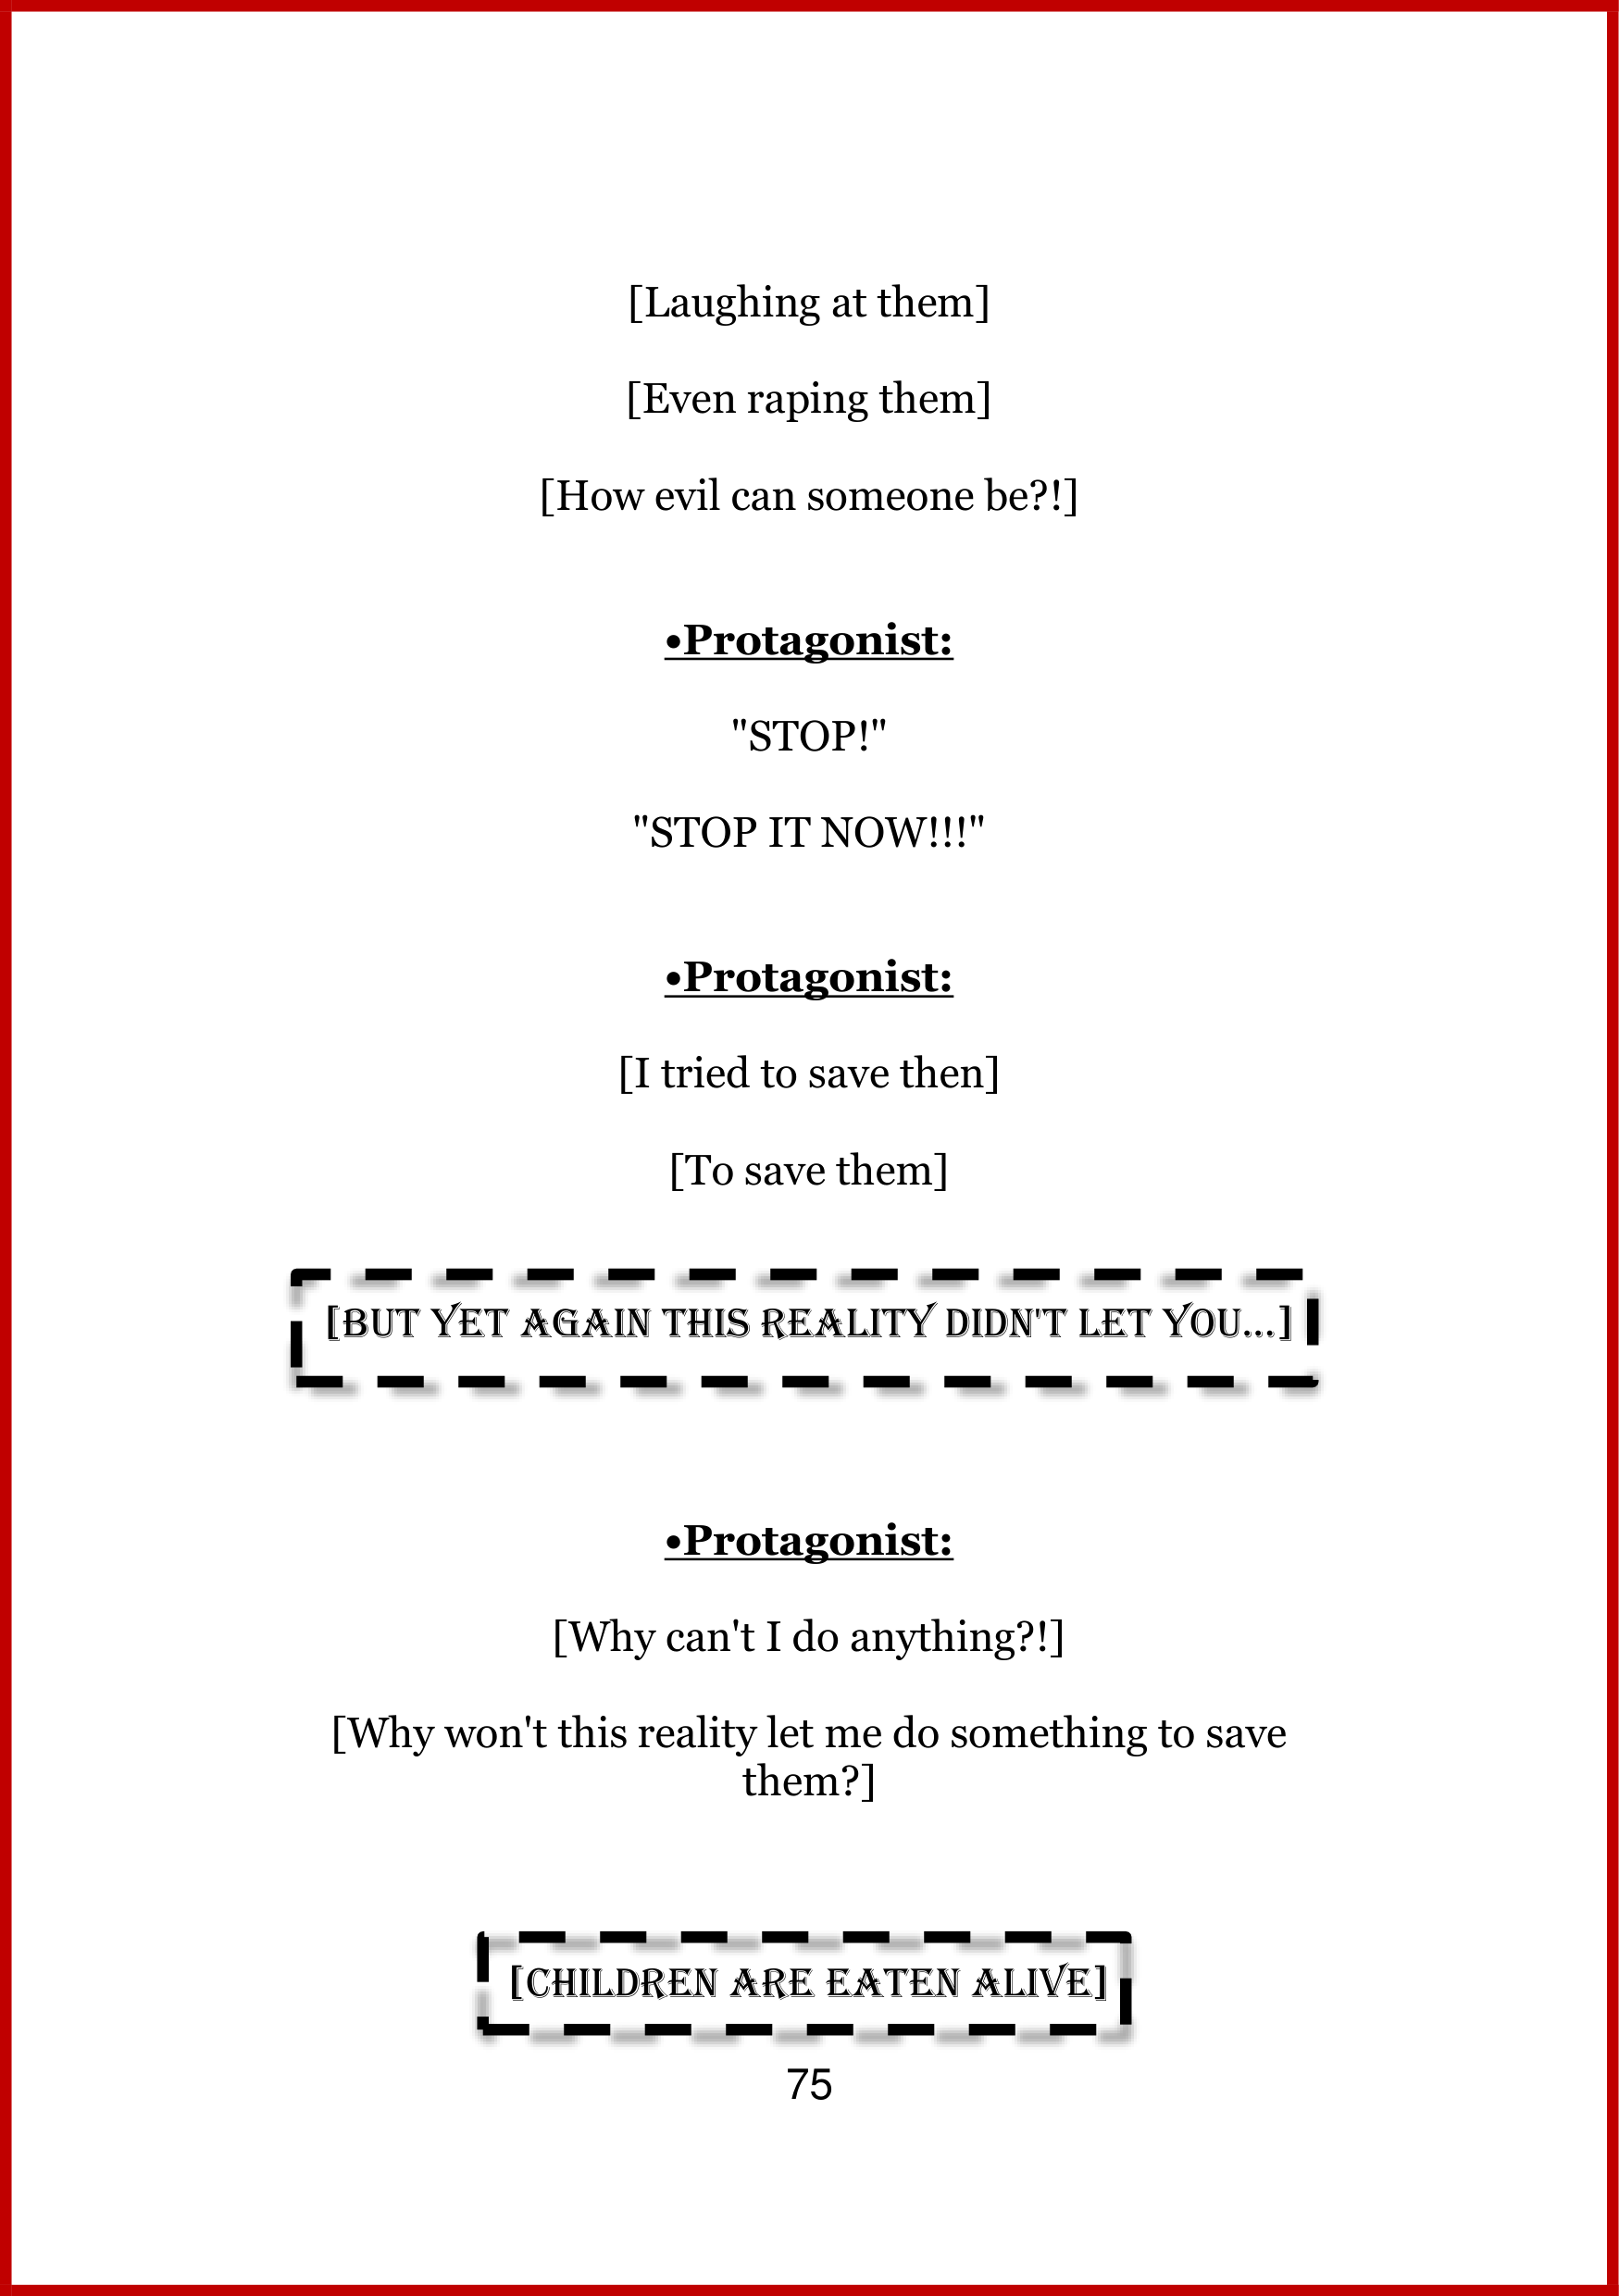 [Laughing at them]
[Even raping them]
[How evil can someone be?!]
•Protagonist:
"STOP!"
"STOP IT NOW!!!"
•Protagonist:
[I tried to save then]
[To save them]
[BUT YET AGAIN THIS REALITY DIDN'T LET YOU...]
•Protagonist:
[Why can't I do anything?!]
[Why won't this reality let me do something to save
them?]
[CHILDREN ARE EATEN ALIVE]
75